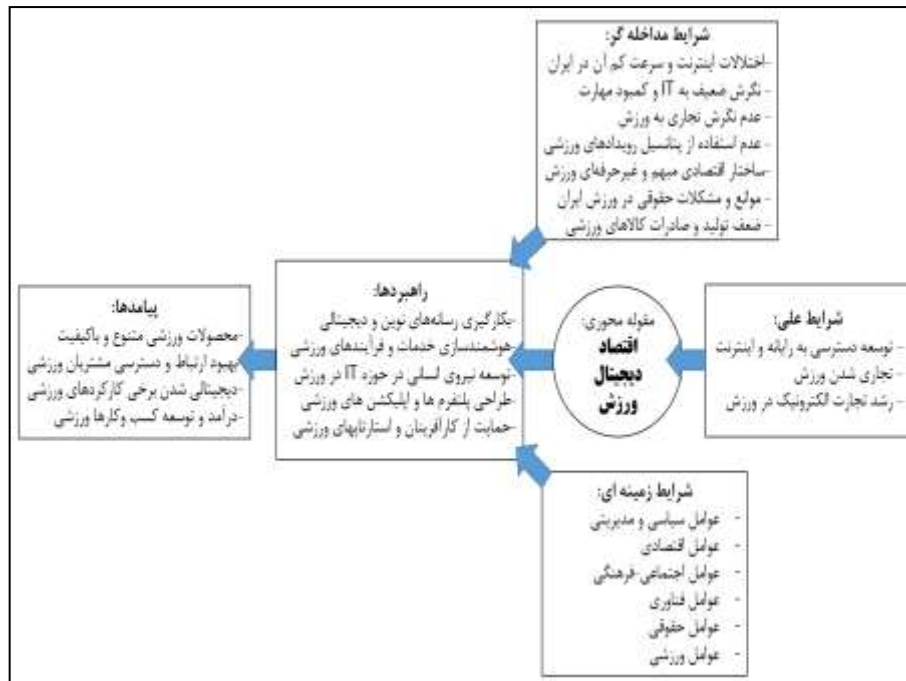 شرایط مداخله گر:
-اختلالات اینترنت و سرعت کم آن در ایران
- نگرش ضعیف به IT و کمبود مهارت
- عدم نگرش تجاری به ورزش
- عدم استفاده از پتانسیل رویدادهای ورزشی
-ساختار اقتصادی مبهم و غیرحرفه‌ای ورزش
- موانع و مشکلات حقوقی در ورزش ایران
- ضعف تولید و صادرات کالاهای ورزشی
شرایط علی:
- توسعه دسترسی به رایانه و اینترنت
- تجاری شدن ورزش
- رشد تجارت الکترونیک در ورزش
مقوله محوری:
اقتصاد
دیجیتال
ورزش
راهبردها:
-بکارگیری رسانه‌های نوین و دیجیتالی
-هوشمندسازی خدمات و فرآیندهای ورزشی
-توسعه نیروی انسانی در حوزه IT در ورزش
-طراحی پلتفرم ها و اپلیکشن های ورزشی
-حمایت از کارآفرینان و استارتاپهای ورزشی
پیامدها:
-محصولات ورزشی متنوع و باکیفیت
-بهبود ارتباط و دسترسی مشتریان ورزشی
-دیجیتالی شدن برخی کارکردهای ورزشی
-درآمد و توسعه کسب وکارها ورزشی
شرایط زمینه ای:
- عوامل سیاسی و مدیریتی
- عوامل اقتصادی
- عوامل اجتماعی-فرهنگی
- عوامل فناوری
- عوامل حقوقی
- عوامل ورزشی